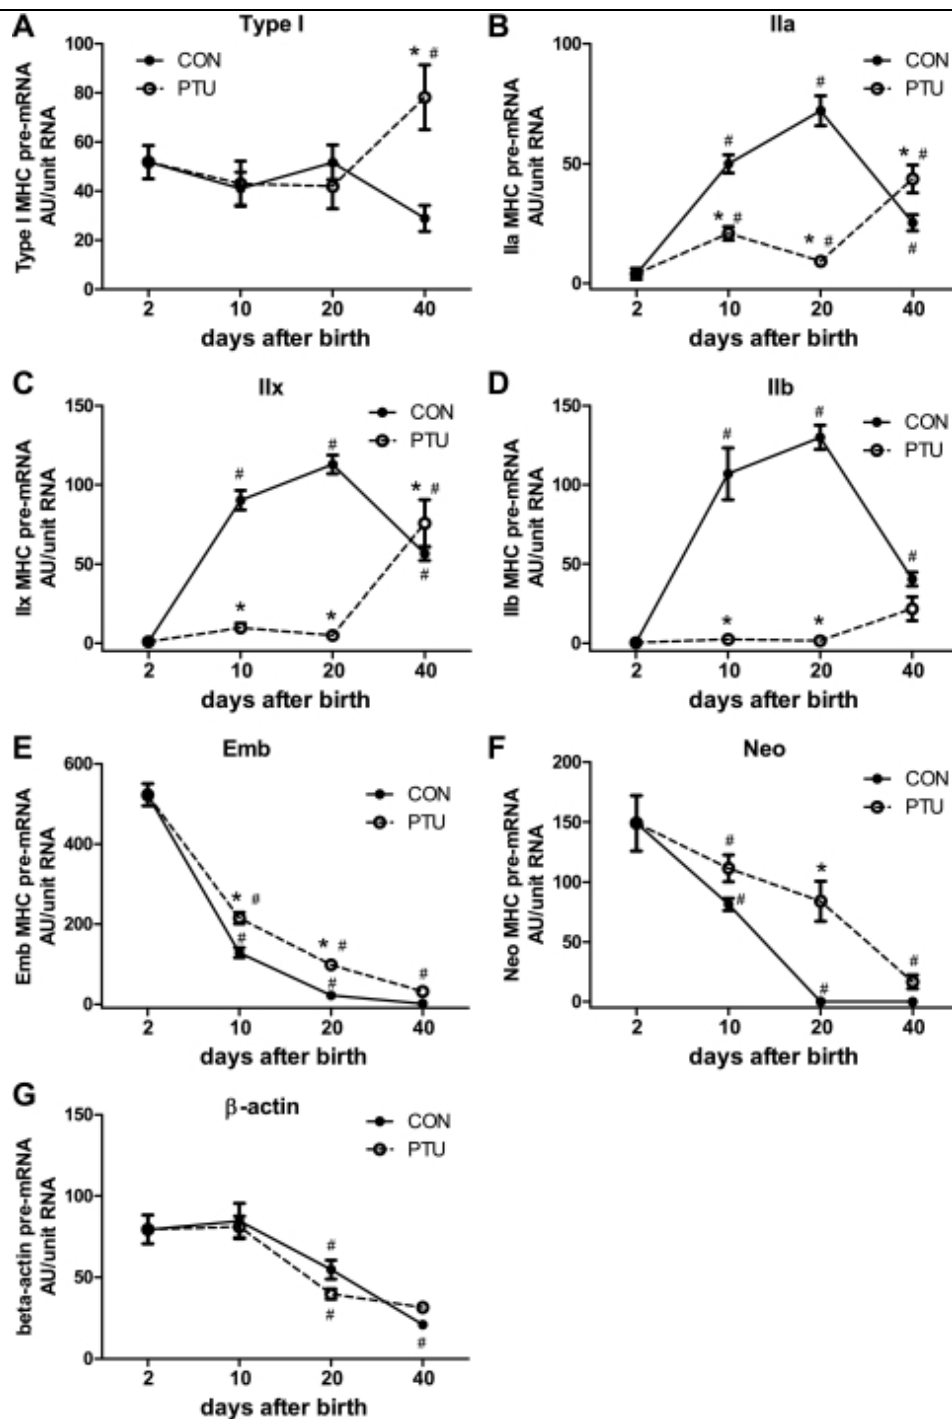 A Type I
Type I MHC pre-mRNA
AU/unit RNA
100
80
60
40
20
0
CON
PTU
* #
2 10 20 40
days after birth
B IIa
IIa MHC pre-mRNA
AU/unit RNA
100
50
0
CON
PTU
#
#
* #
* #
* #
#
2 10 20 40
days after birth
C IIx
IIx MHC pre-mRNA
AU/unit RNA
150
100
50
0
CON
PTU
#
#
* #
#
*
*
2 10 20 40
days after birth
D IIb
IIb MHC pre-mRNA
AU/unit RNA
150
100
50
0
CON
PTU
#
#
#
*
*
2 10 20 40
days after birth
E Emb
Emb MHC pre-mRNA
AU/unit RNA
600
400
200
0
CON
PTU
* #
#
* #
#
#
2 10 20 40
days after birth
F Neo
Neo MHC pre-mRNA
AU/unit RNA
200
150
100
50
0
CON
PTU
#
#
*
#
#
2 10 20 40
days after birth
G β-actin
beta-actin pre-mRNA
AU/unit RNA
150
100
50
0
CON
PTU
#
#
#
2 10 20 40
days after birth